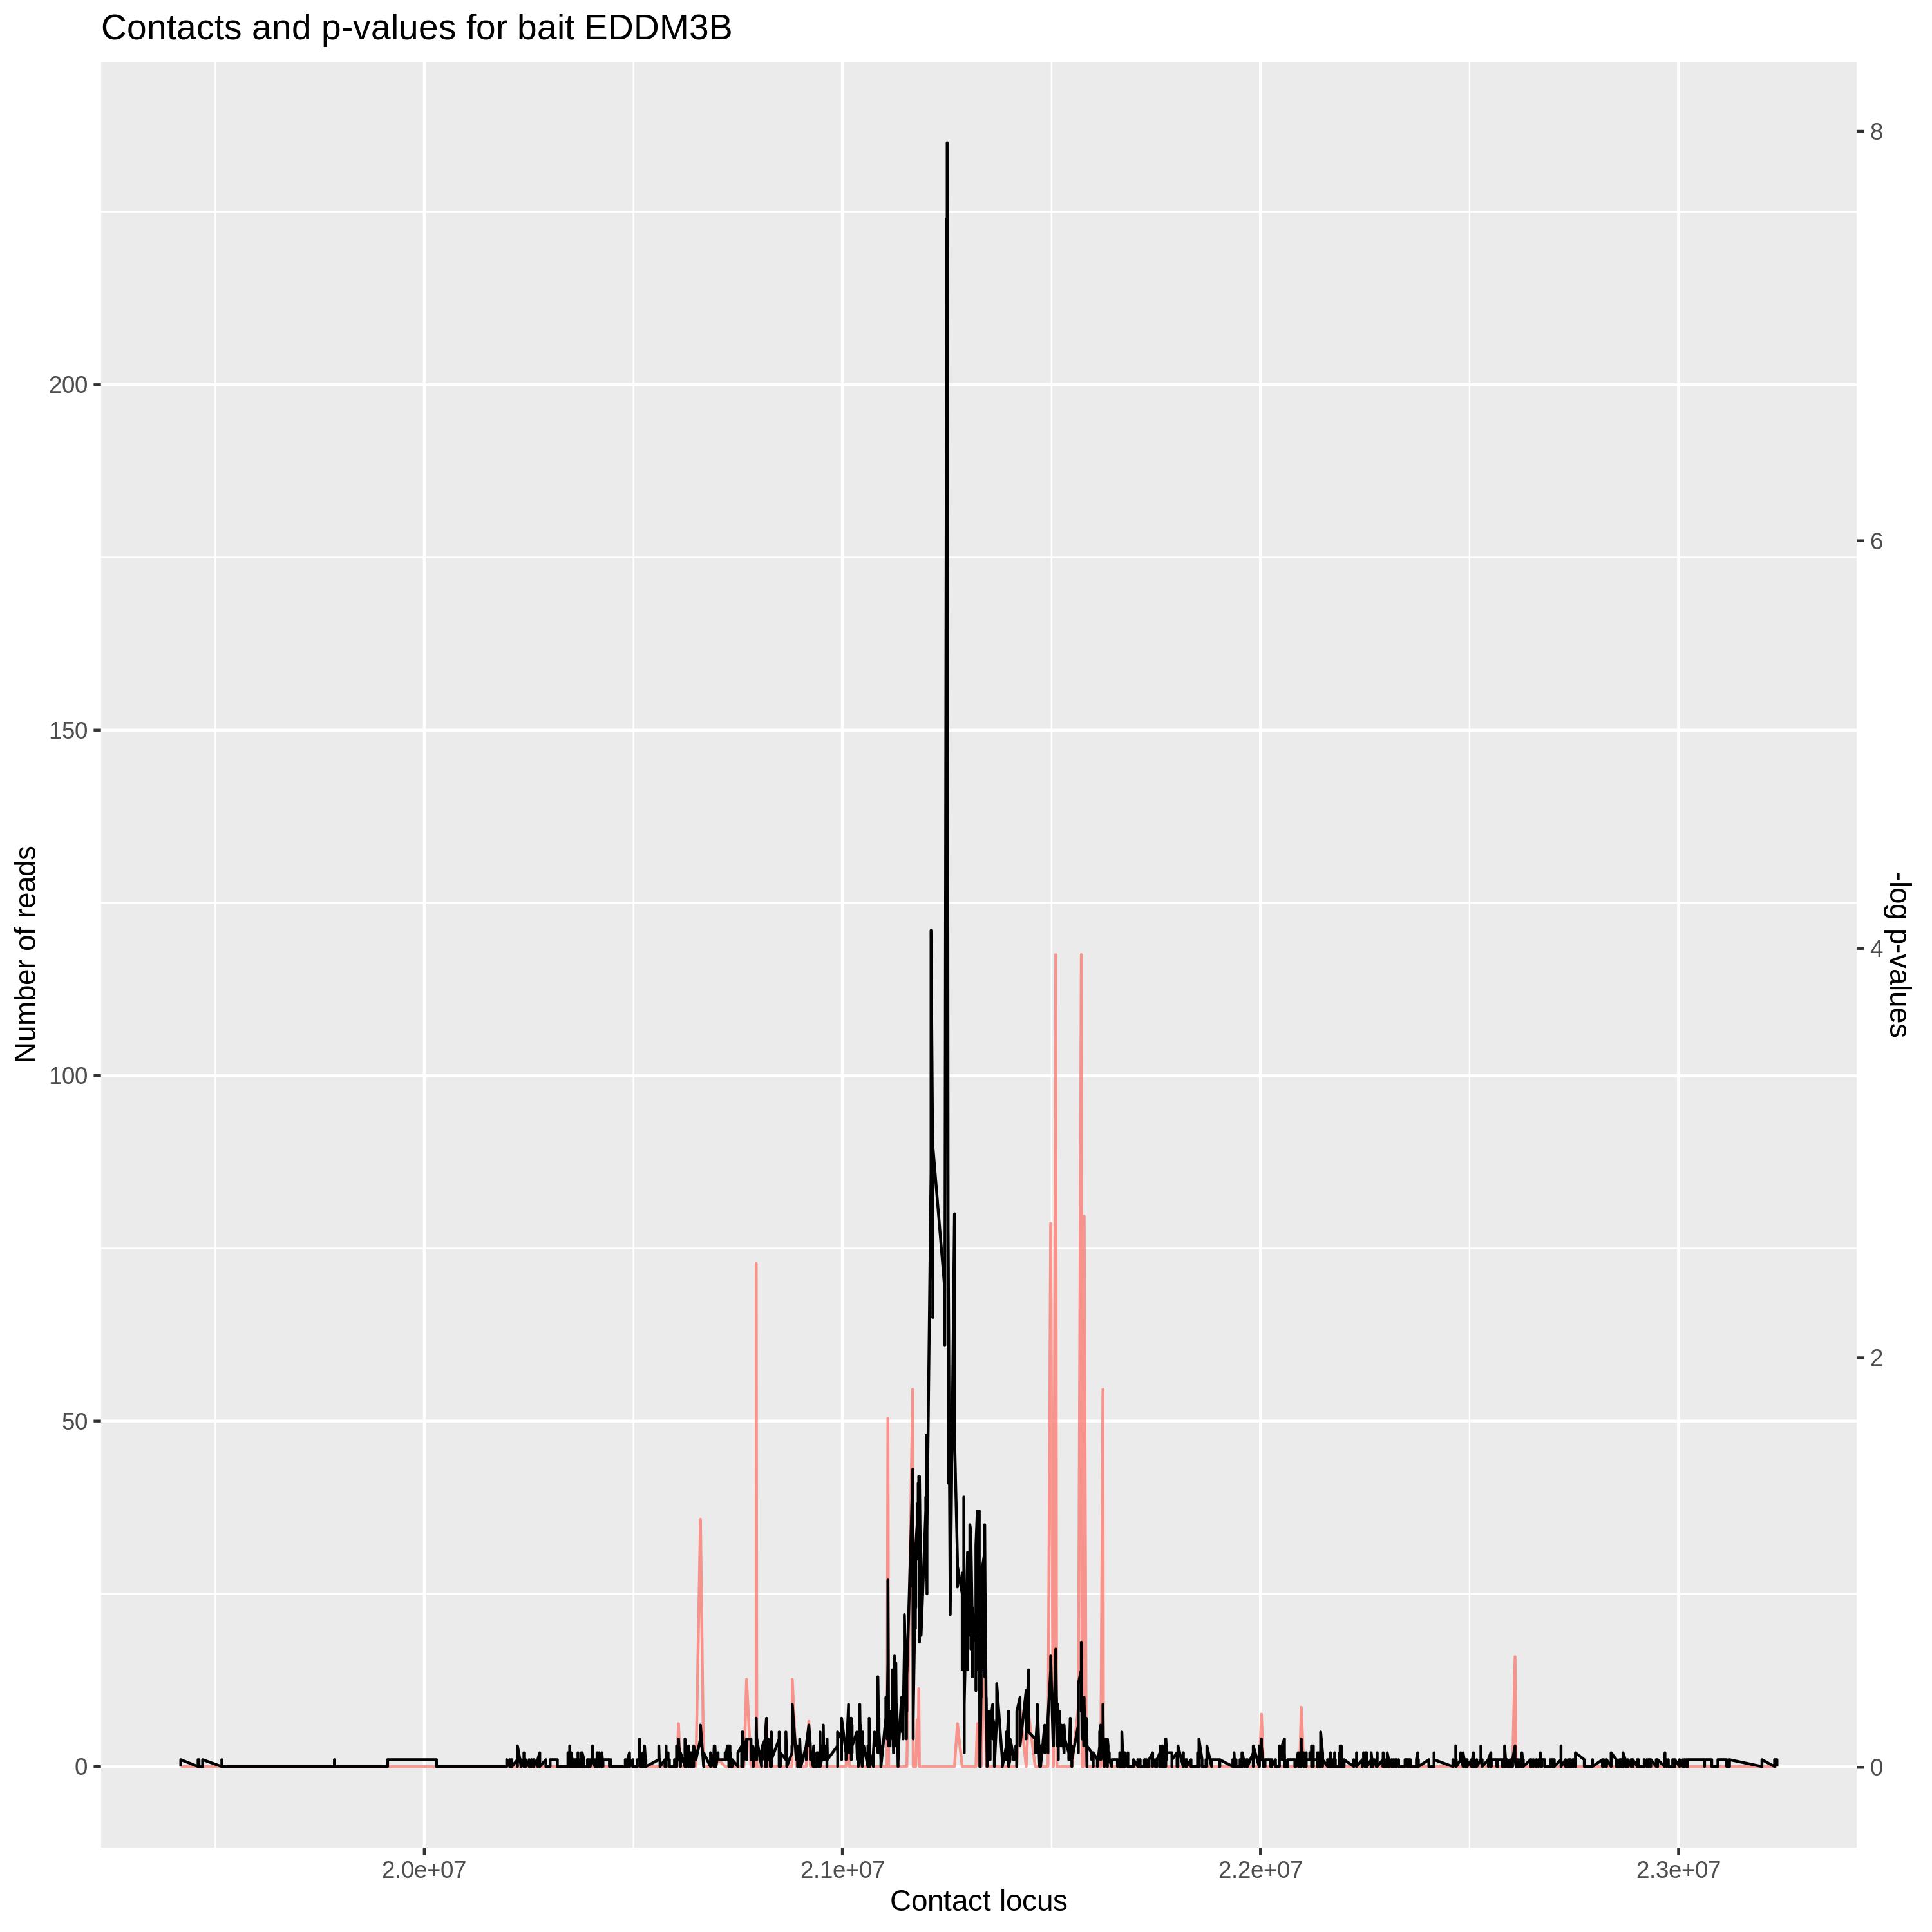 Contacts and p-values for bait EDDM3B
Number of reads
200
150
100
50
0
8
6
4
2
0
-log p-values
2.0e+07
2.1e+07
2.2e+07
2.3e+07
Contact locus